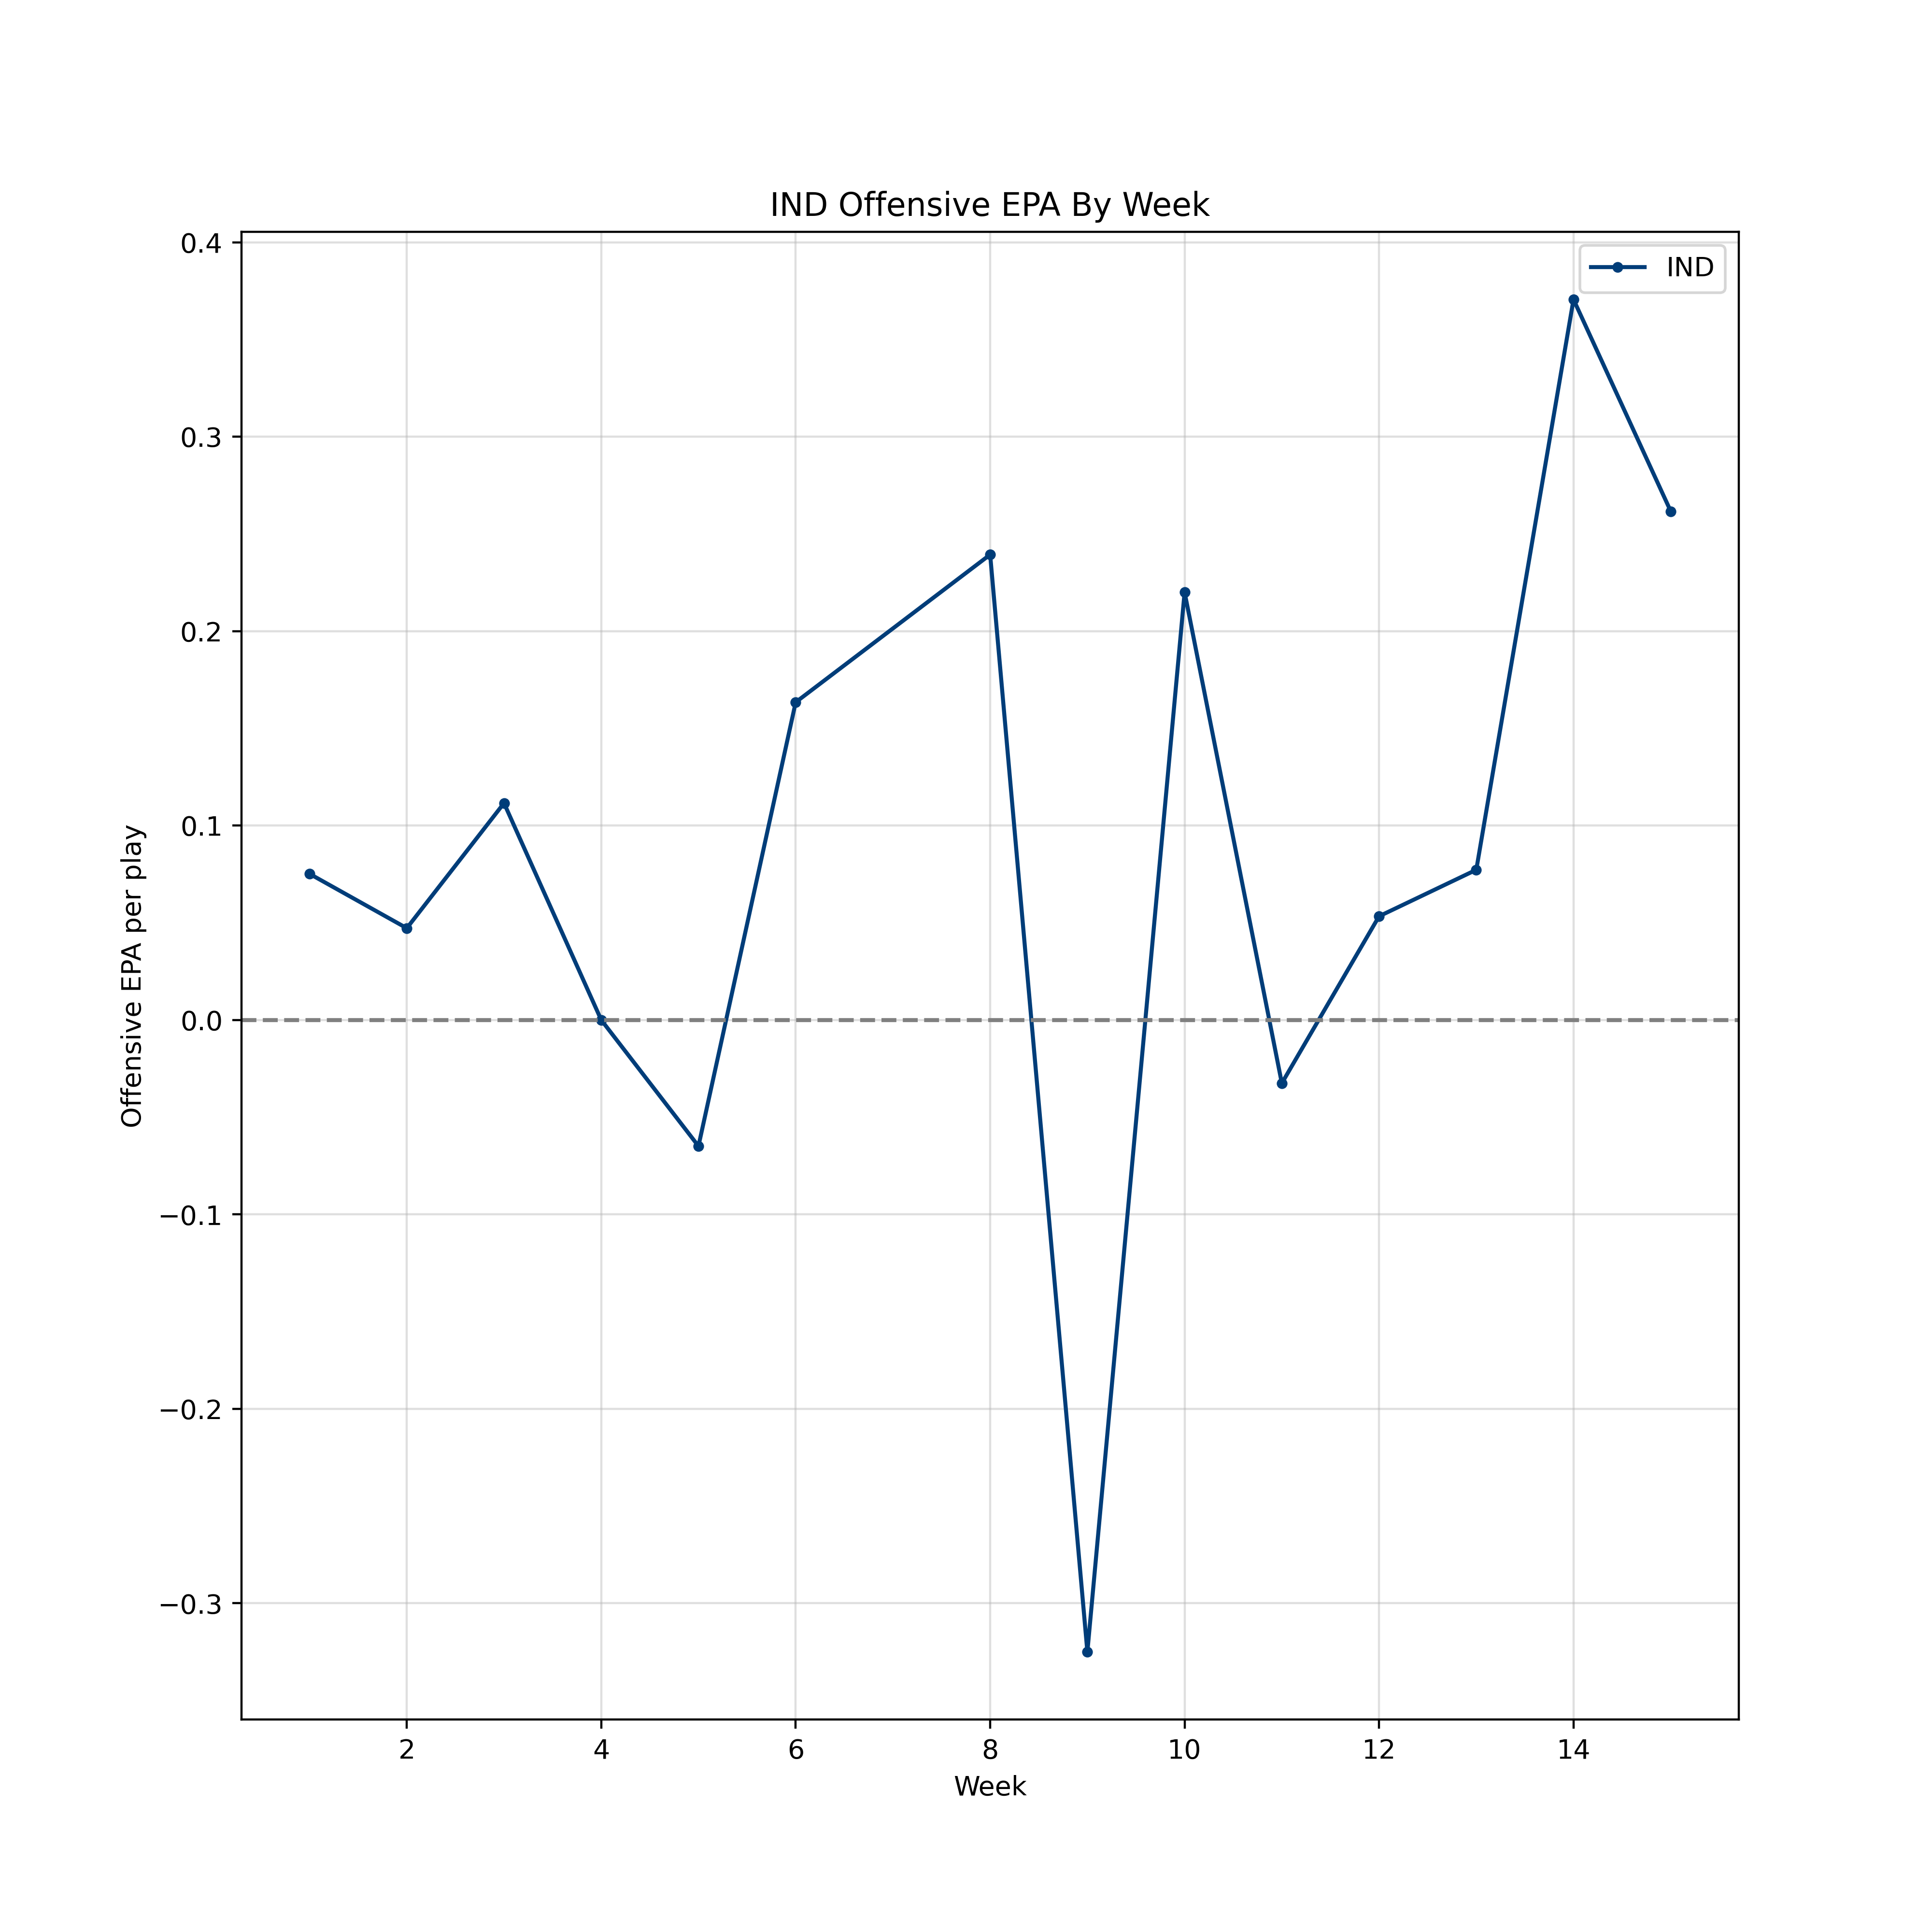 IND Offensive EPA By Week
IND
0.4
0.3
0.2
0.1
0.0
−0.1
−0.2
−0.3
Offensive EPA per play
2 4 6 8 10 12 14
Week